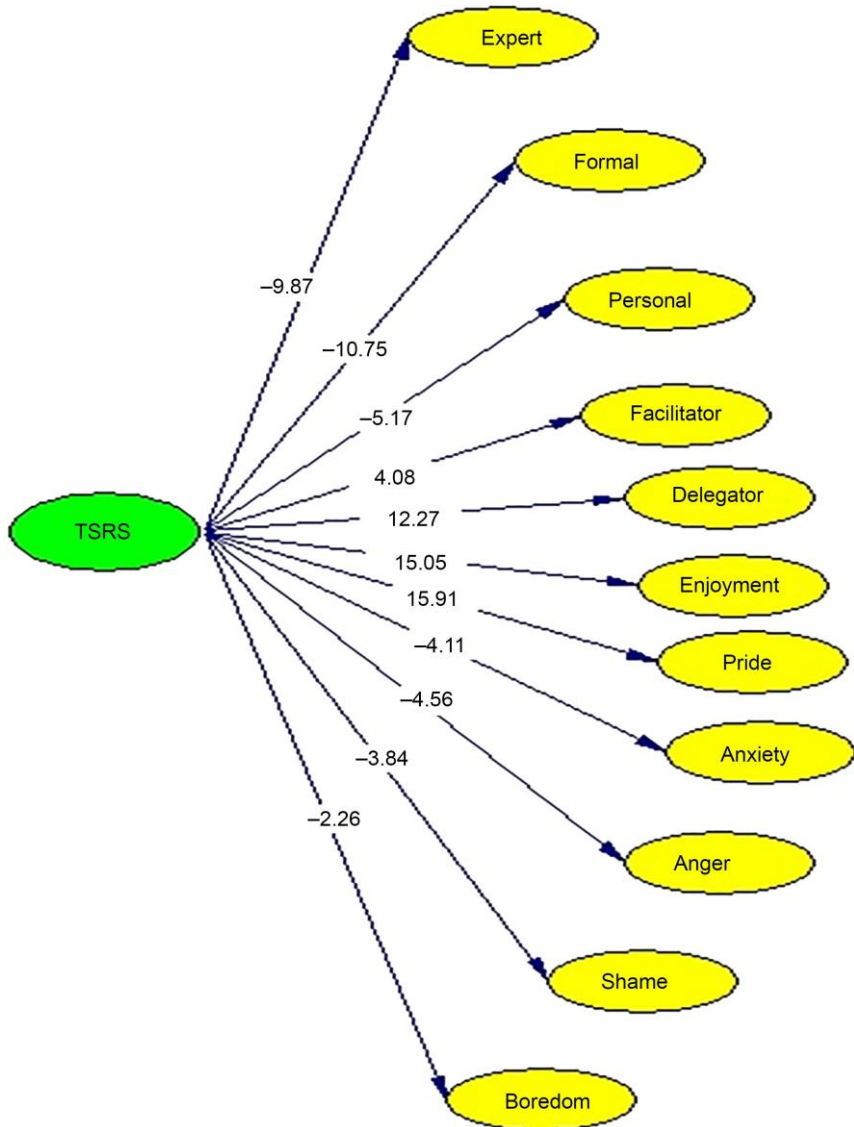 Expert
Formal
–9.87
Personal
–10.75
–5.17
Facilitator
4.08
Delegator
12.27
TSRS
15.05
Enjoyment
15.91
Pride
–4.11
–4.56
Anxiety
–3.84
–2.26
Anger
Shame
Boredom